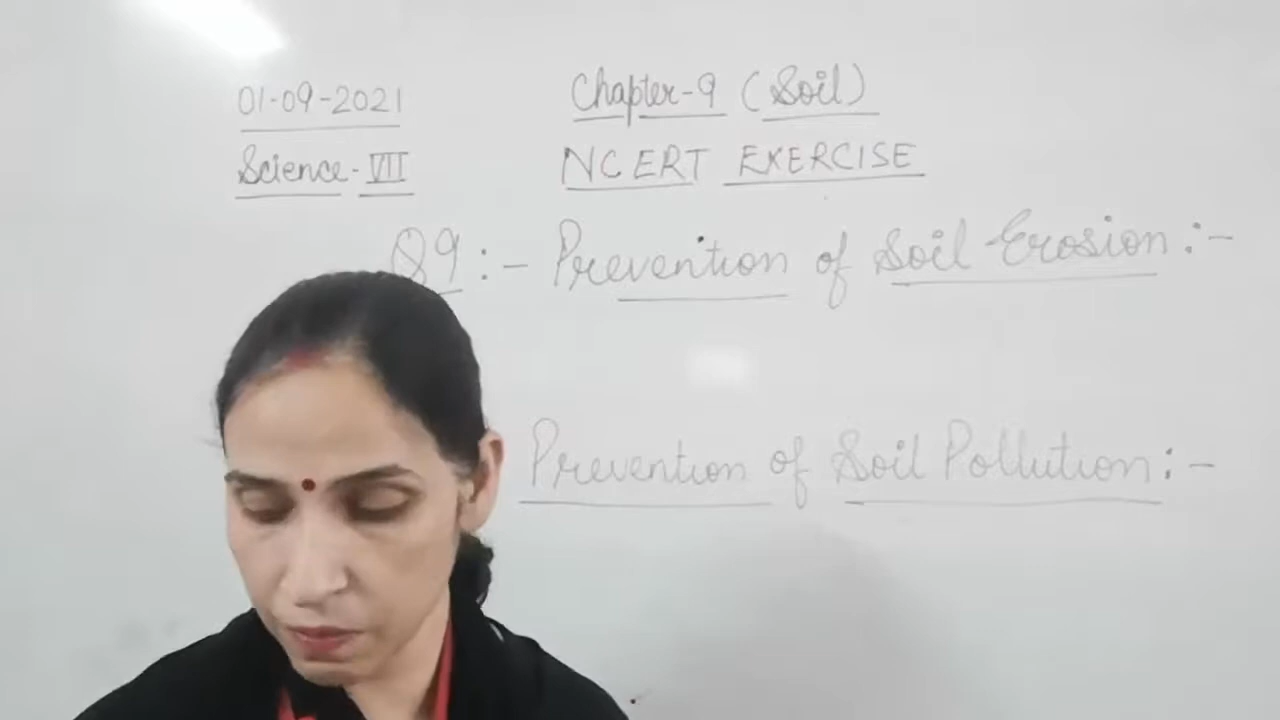 01-09-2021
Chapter-9 (Soil)
Science-VII
NCERT EXERCISE
Q9:- Prevention of Soil Erosion:-
Prevention of Soil Pollution:-